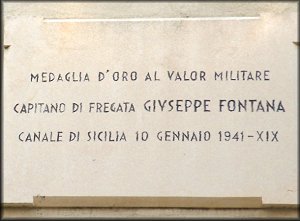 MEDAGLIA D'ORO AL VALOR MILITARE
CAPITANO DI FREGATA GIVSEPPE FONTANA
CANALE DI SICILIA 10 GENNAIO 1941-XIX